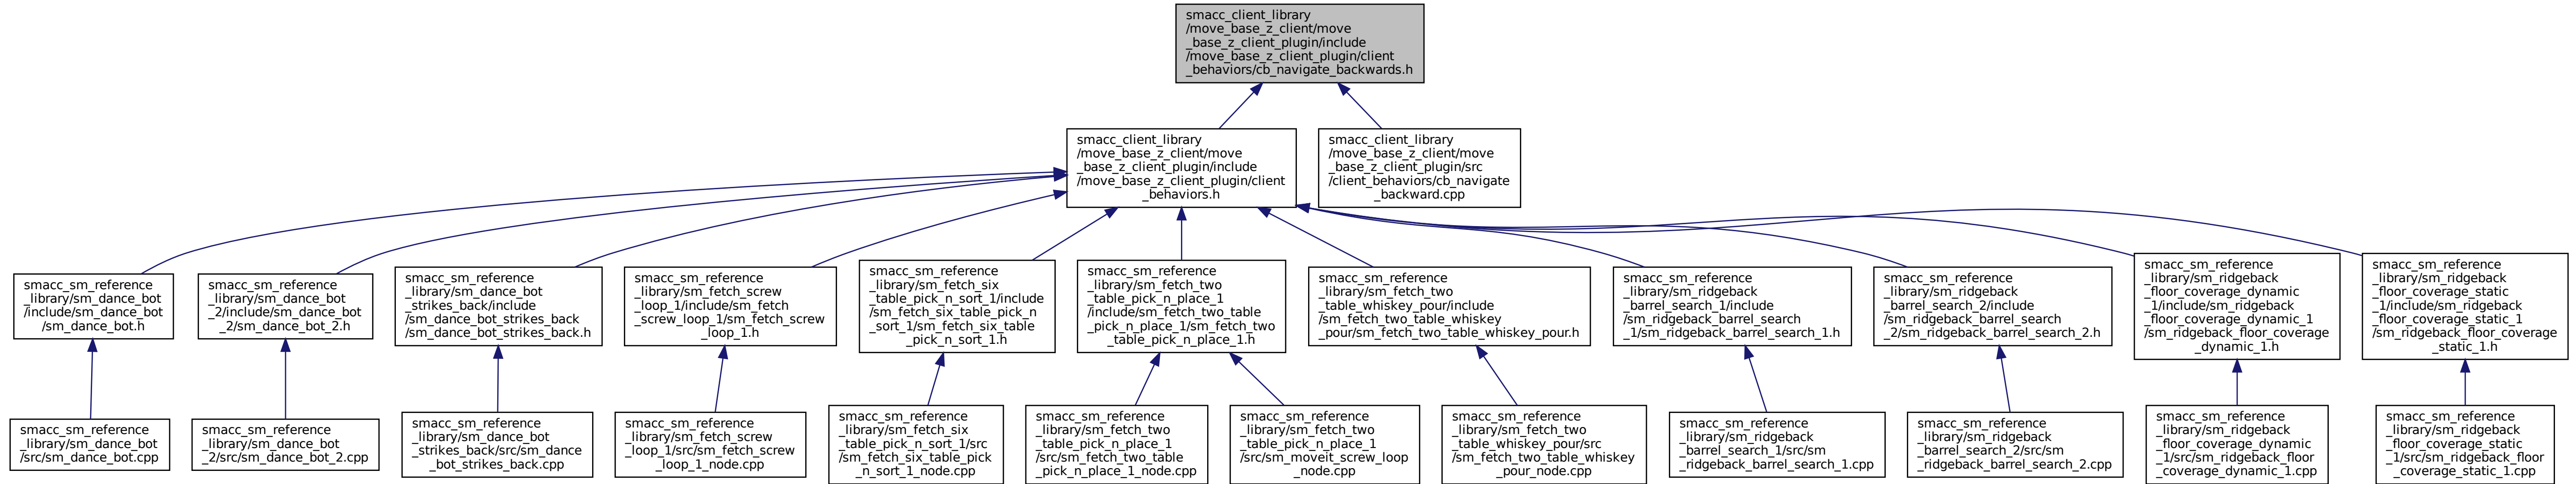 smacc_client_library
/move_base_z_client/move
_base_z_client_plugin/include
/move_base_z_client_plugin/client
_behaviors/cb_navigate_backwards.h
smacc_client_library
/move_base_z_client/move
_base_z_client_plugin/include
/move_base_z_client_plugin/client
_behaviors.h
smacc_client_library
/move_base_z_client/move
_base_z_client_plugin/src
/client_behaviors/cb_navigate
_backward.cpp
smacc_sm_reference
_library/sm_dance_bot
/include/sm_dance_bot
/sm_dance_bot.h
smacc_sm_reference
_library/sm_dance_bot
_2/include/sm_dance_bot
_2/sm_dance_bot_2.h
smacc_sm_reference
_library/sm_dance_bot
_strikes_back/include
/sm_dance_bot_strikes_back
/sm_dance_bot_strikes_back.h
smacc_sm_reference
_library/sm_fetch_screw
_loop_1/include/sm_fetch
_screw_loop_1/sm_fetch_screw
_loop_1.h
smacc_sm_reference
_library/sm_fetch_six
_table_pick_n_sort_1/include
/sm_fetch_six_table_pick_n
_sort_1/sm_fetch_six_table
_pick_n_sort_1.h
smacc_sm_reference
_library/sm_fetch_two
_table_pick_n_place_1
/include/sm_fetch_two_table
_pick_n_place_1/sm_fetch_two
_table_pick_n_place_1.h
smacc_sm_reference
_library/sm_fetch_two
_table_whiskey_pour/include
/sm_fetch_two_table_whiskey
_pour/sm_fetch_two_table_whiskey_pour.h
smacc_sm_reference
_library/sm_ridgeback
_barrel_search_1/include
/sm_ridgeback_barrel_search
_1/sm_ridgeback_barrel_search_1.h
smacc_sm_reference
_library/sm_ridgeback
_barrel_search_2/include
/sm_ridgeback_barrel_search
_2/sm_ridgeback_barrel_search_2.h
smacc_sm_reference
_library/sm_ridgeback
_floor_coverage_dynamic
_1/include/sm_ridgeback
_floor_coverage_dynamic_1
/sm_ridgeback_floor_coverage
_dynamic_1.h
smacc_sm_reference
_library/sm_ridgeback
_floor_coverage_static
_1/include/sm_ridgeback
_floor_coverage_static_1
/sm_ridgeback_floor_coverage
_static_1.h
smacc_sm_reference
_library/sm_dance_bot
/src/sm_dance_bot.cpp
smacc_sm_reference
_library/sm_dance_bot
_2/src/sm_dance_bot_2.cpp
smacc_sm_reference
_library/sm_dance_bot
_strikes_back/src/sm_dance
_bot_strikes_back.cpp
smacc_sm_reference
_library/sm_fetch_screw
_loop_1/src/sm_fetch_screw
_loop_1_node.cpp
smacc_sm_reference
_library/sm_fetch_six
_table_pick_n_sort_1/src
/sm_fetch_six_table_pick
_n_sort_1_node.cpp
smacc_sm_reference
_library/sm_fetch_two
_table_pick_n_place_1
/src/sm_fetch_two_table
_pick_n_place_1_node.cpp
smacc_sm_reference
_library/sm_fetch_two
_table_pick_n_place_1
/src/sm_moveit_screw_loop
_node.cpp
smacc_sm_reference
_library/sm_fetch_two
_table_whiskey_pour/src
/sm_fetch_two_table_whiskey
_pour_node.cpp
smacc_sm_reference
_library/sm_ridgeback
_barrel_search_1/src/sm
_ridgeback_barrel_search_1.cpp
smacc_sm_reference
_library/sm_ridgeback
_barrel_search_2/src/sm
_ridgeback_barrel_search_2.cpp
smacc_sm_reference
_library/sm_ridgeback
_floor_coverage_dynamic
_1/src/sm_ridgeback_floor
_coverage_dynamic_1.cpp
smacc_sm_reference
_library/sm_ridgeback
_floor_coverage_static
_1/src/sm_ridgeback_floor
_coverage_static_1.cpp